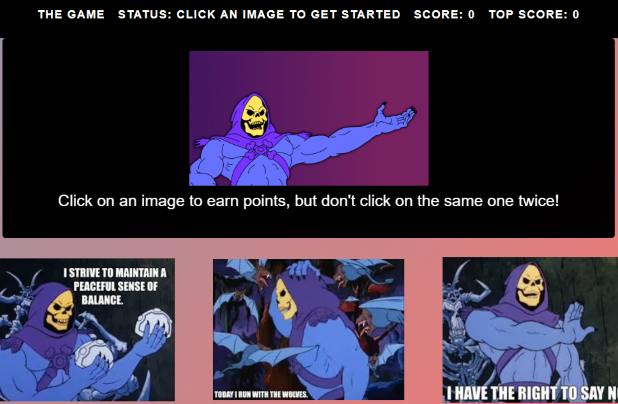 THE GAME STATUS: CLICK AN IMAGE TO GET STARTED SCORE: 0 TOP SCORE: 0
Click on an image to earn points, but don't click on the same one twice!
I STRIVE TO MAINTAIN A
PEACEFUL SENSE OF
BALANCE.
TODAY I RUN WITH THE WOLVES.
I HAVE THE RIGHT TO SAY